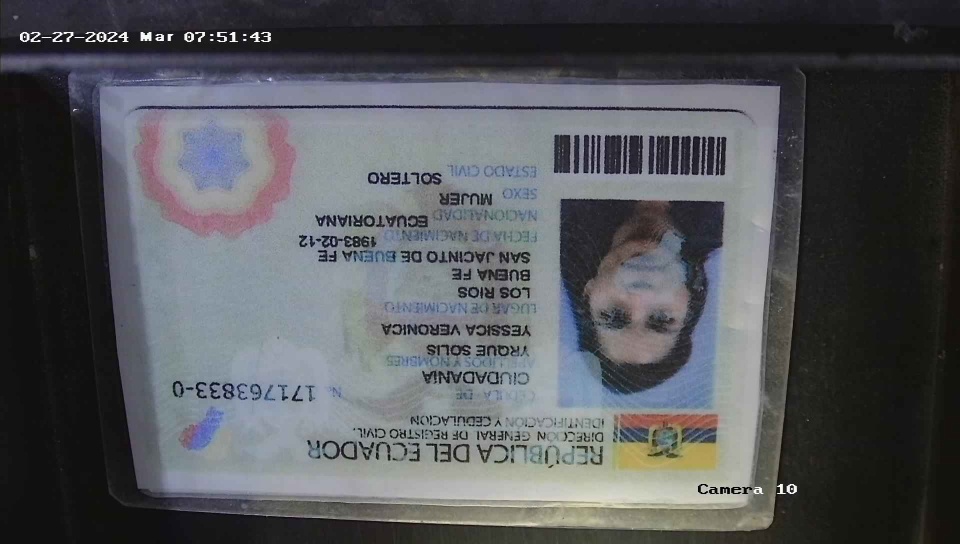 02-27-2024 Mar 07:51:43
REPÚBLICA DEL ECUADOR
DIRECCIÓN GENERAL DE REGISTRO CIVIL,
IDENTIFICACIÓN Y CEDULACIÓN
CÉDULA DE
CIUDADANÍA
N. 171763833-0
APELLIDOS Y NOMBRES
YRQUE SOLIS
YESSICA VERONICA
LUGAR DE NACIMIENTO
LOS RIOS
BUENA FE
SAN JACINTO DE BUENA FE
FECHA DE NACIMIENTO 1983-02-12
NACIONALIDAD ECUATORIANA
SEXO MUJER
ESTADO CIVIL SOLTERO
Camera 10